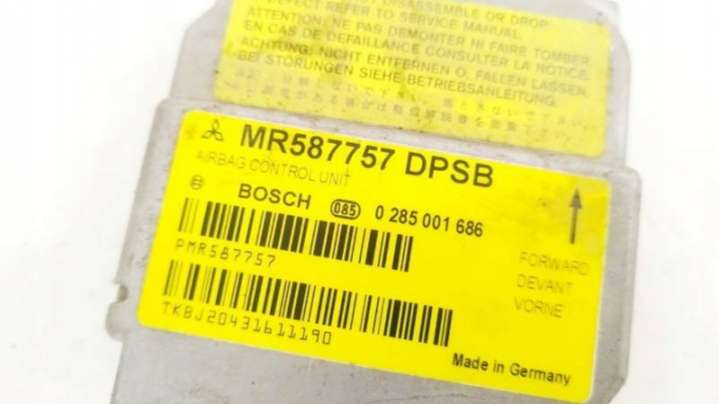 DISASSEMBLE OR DROP.
DEFECT REFER TO SERVICE MANUAL.
ATTENTION: NE PAS DEMONTER NI FAIRE TOMBER
EN CAS DE DEFAILLANCE CONSULTER LA NOTICE.
ACHTUNG: NICHT ENTFERNEN O. FALLEN LASSEN.
BEI STÖRUNGEN SIEHE BETRIEBSANLEITUNG.
MR587757 DPSB
AIRBAG CONTROL UNIT
BOSCH 085 0 285 001 686
PMR587757
FORWARD
DEVANT
VORNE
TKBJ20431611190
Made in Germany